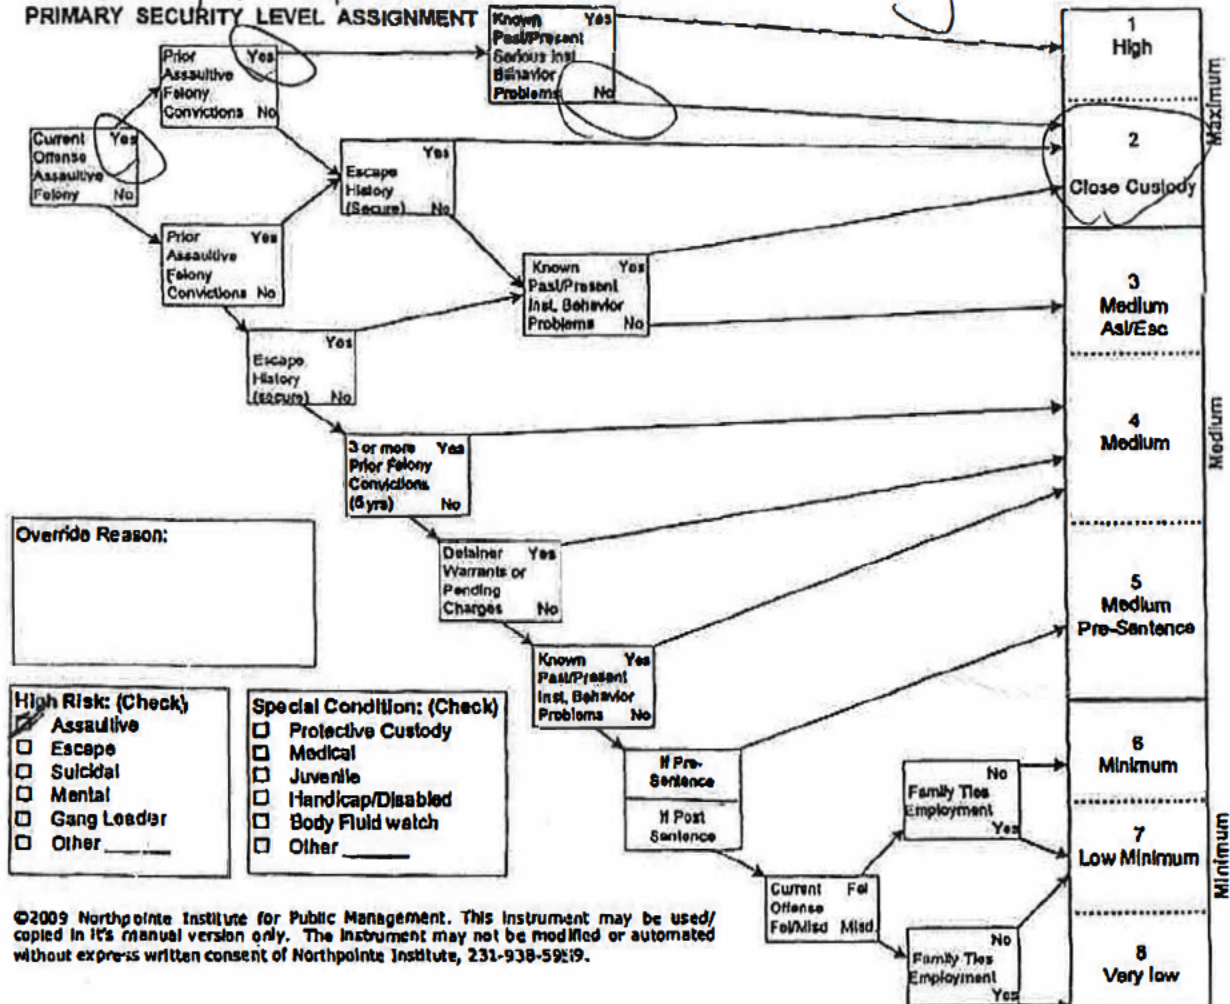 PRIMARY SECURITY LEVEL ASSIGNMENT
Known Yes
Past/Present
Serious Inst
Behavior
Problems No
1
High
Maximum
Prior Yes
Assaultive
Felony
Convictions No
Current Yes
Offense
Assaultive
Felony No
Yes
Escape
History
(Secure) No
2
Close Custody
Prior Yes
Assaultive
Felony
Convictions No
Known Yes
Past/Present
Inst. Behavior
Problems No
3
Medium
Asl/Esc
Yes
Escape
History
(secure) No
4
Medium
Medium
3 or more Yes
Prior Felony
Convictions
(5 yrs) No
Override Reason:
Detainer Yes
Warrants or
Pending
Charges No
5
Medium
Pre-Sentence
Known Yes
Past/Present
Inst. Behavior
Problems No
High Risk: (Check)
Assaultive
Escape
Suicidal
Mental
Gang Leader
Other
Special Condition: (Check)
Protective Custody
Medical
Juvenile
Handicap/Disabled
Body Fluid watch
Other
If Pre-
Sentence
If Post
Sentence
No
Family Ties
Employment
Yes
6
Minimum
7
Low Minimum
Minimum
Current Fel
Offense
Fel/Misd Misd
No
Family Ties
Employment
Yes
8
Very low
©2009 Northpointe Institute for Public Management. This instrument may be used/
copied in it's manual version only. The instrument may not be modified or automated
without express written consent of Northpointe Institute,